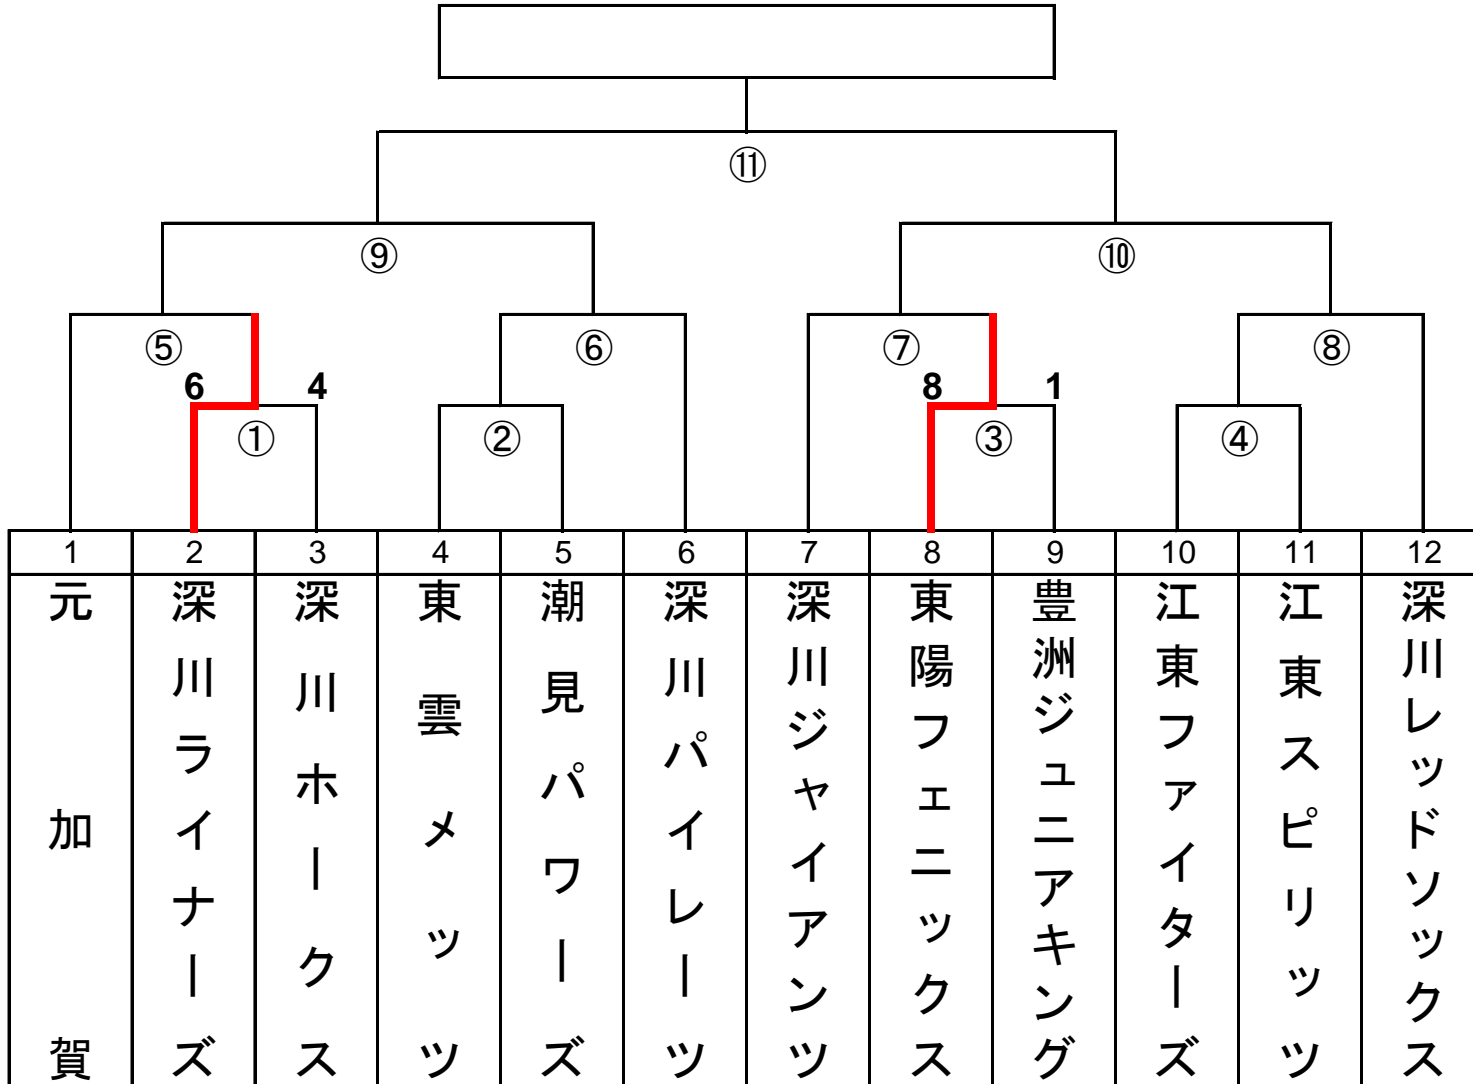 ⑪
⑨ ⑩
⑤ ⑥ ⑦ ⑧
6 4 8 1
① ② ③ ④
1 2 3 4 5 6 7 8 9 10 11 12
元加賀
深川ライナーズ
深川ホークス
東雲メッツ
潮見パワーズ
深川パイレーツ
深川ジャイアンツ
東陽フェニックス
豊洲ジュニアキング
江東ファイターズ
江東スピリッツ
深川レッドソックス